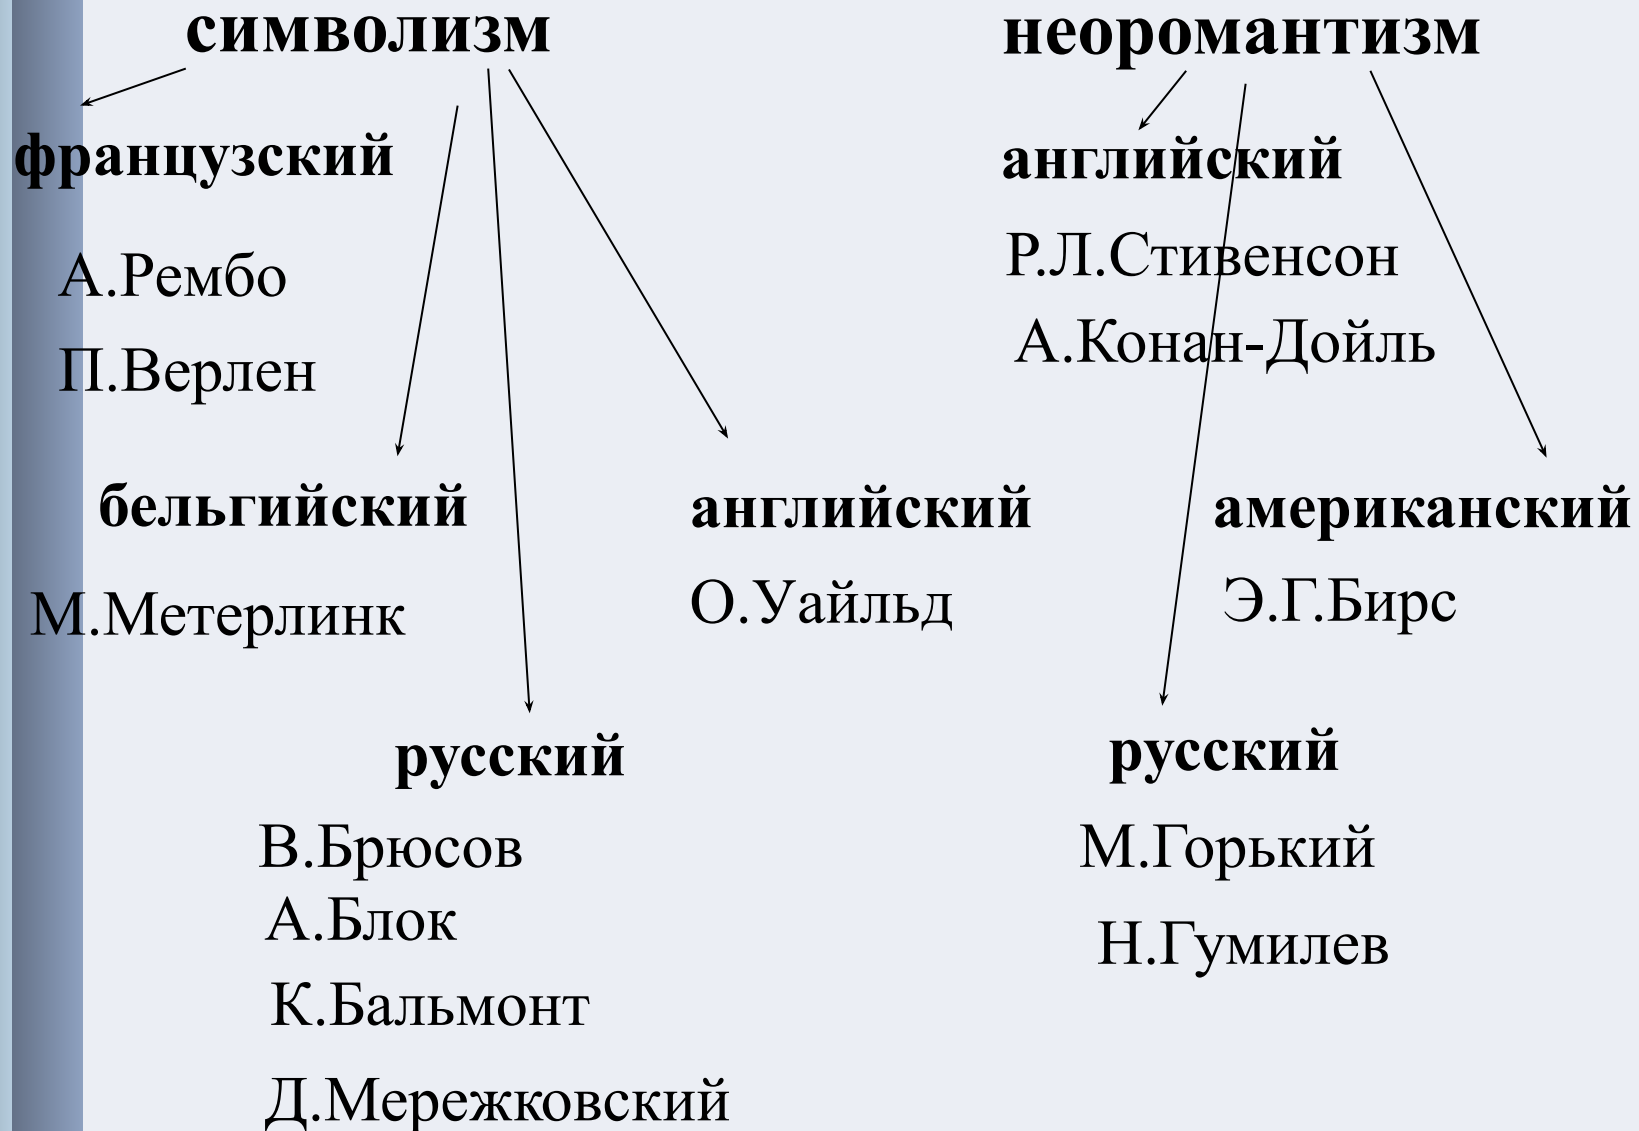 символизм
французский
А.Рембо
П.Верлен
бельгийский
М.Метерлинк
английский
О.Уайльд
русский
В.Брюсов
А.Блок
К.Бальмонт
Д.Мережковский
неоромантизм
английский
Р.Л.Стивенсон
А.Конан-Дойль
американский
Э.Г.Бирс
русский
М.Горький
Н.Гумилев